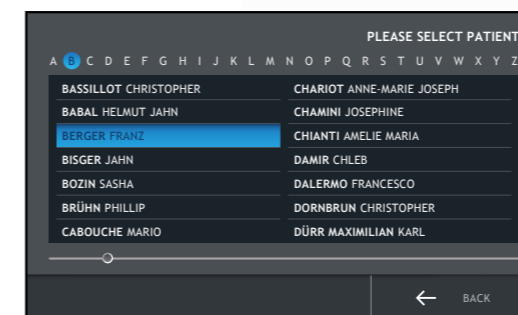 PLEASE SELECT PATIENT
A B C D E F G H I J K L M N O P Q R S T U V W X Y Z
BASSILLOT CHRISTOPHER
BABAL HELMUT JAHN
BERGER FRANZ
BISGER JAHN
BOZIN SASHA
BRÜHN PHILLIP
CABOUCHE MARIO
CHARIOT ANNE-MARIE JOSEPH
CHAMINI JOSEPHINE
CHIANTI AMELIE MARIA
DAMIR CHLEB
DALERMO FRANCESCO
DORNBRUN CHRISTOPHER
DÜRR MAXIMILIAN KARL
BACK